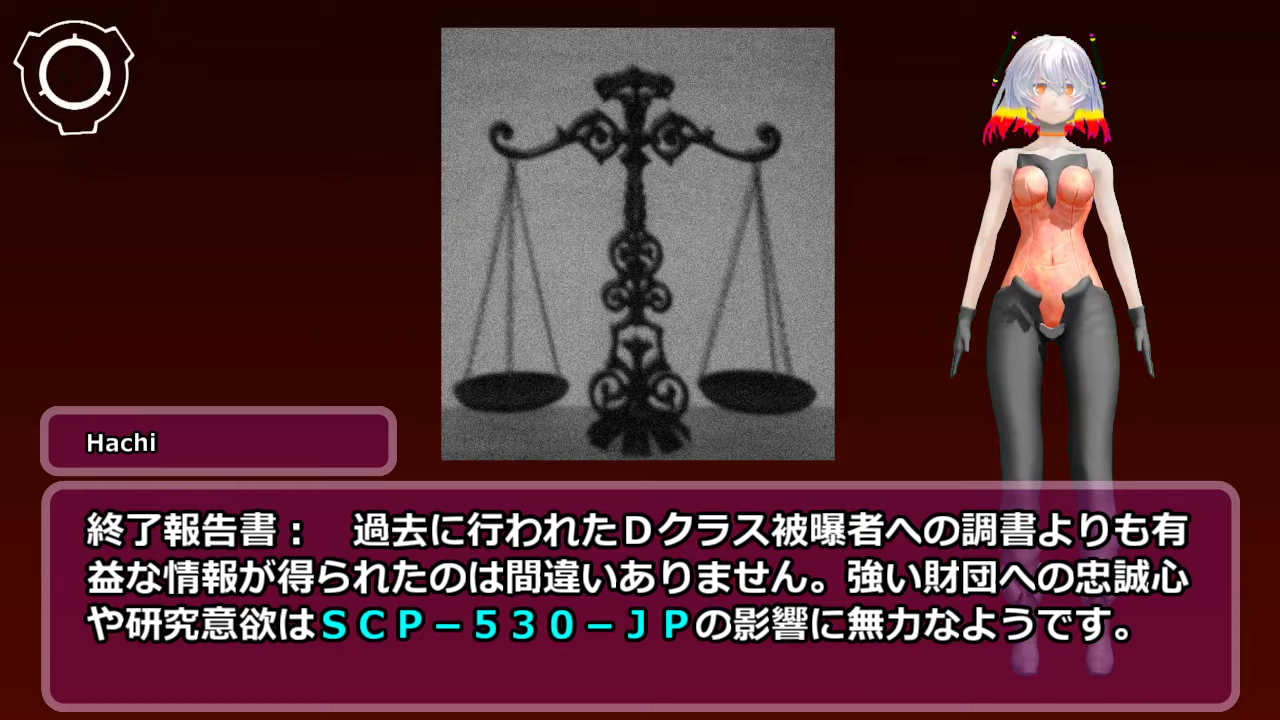 Hachi
終了報告書：　過去に行われたＤクラス被曝者への調書よりも有
益な情報が得られたのは間違いありません。強い財団への忠誠心
や研究意欲はＳＣＰ－５３０－ＪＰの影響に無力なようです。